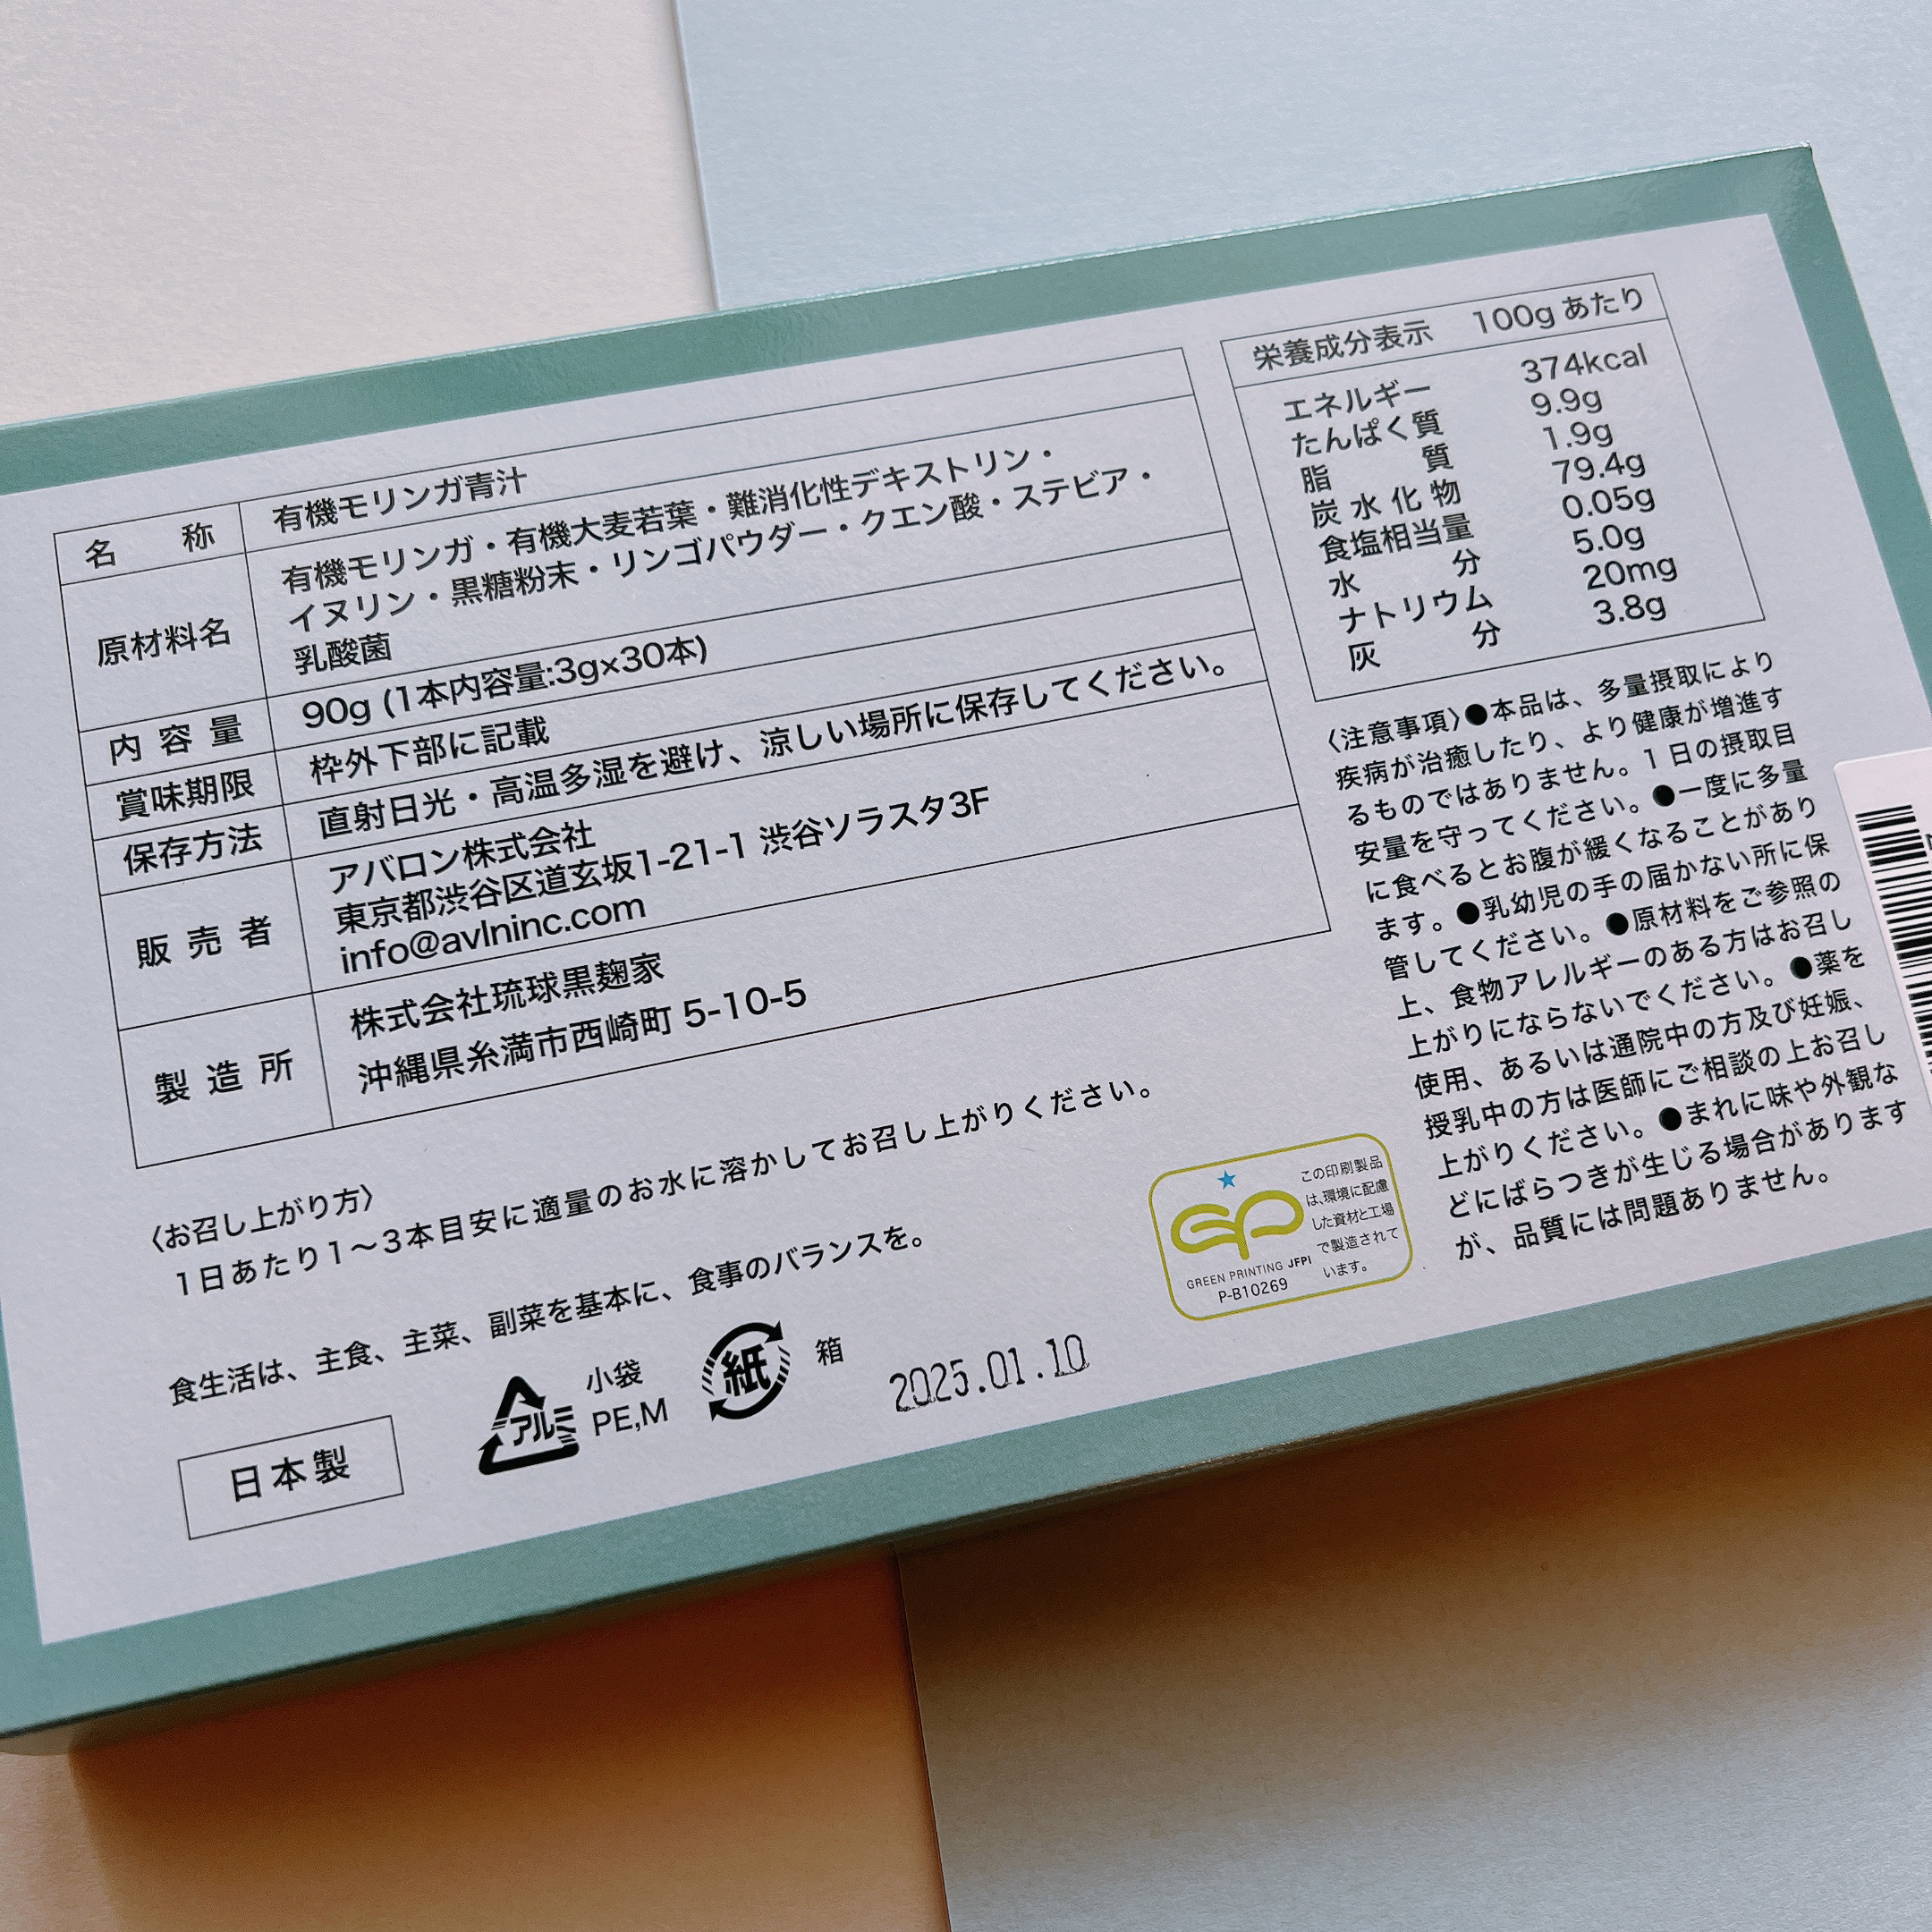 名称 有機モリンガ青汁
原材料名 有機モリンガ・有機大麦若葉・難消化性デキストリン・
イヌリン・黒糖粉末・リンゴパウダー・クエン酸・ステビア・
乳酸菌
内容量 90g (1本内容量:3g×30本)
賞味期限 枠外下部に記載
保存方法 直射日光・高温多湿を避け、涼しい場所に保存してください。
販売者 アバロン株式会社
東京都渋谷区道玄坂1-21-1 渋谷ソラスタ3F
info@avlninc.com
製造所 株式会社琉球黒麹家
沖縄県糸満市西崎町 5-10-5
〈お召し上がり方〉
1日あたり1〜3本目安に適量のお水に溶かしてお召し上がりください。
食生活は、主食、主菜、副菜を基本に、食事のバランスを。
日本製
アルミ
小袋
PE,M
紙
箱
2025.01.10
栄養成分表示 100gあたり
エネルギー 374kcal
たんぱく質 9.9g
脂質 1.9g
炭水化物 79.4g
食塩相当量 0.05g
水分 5.0g
ナトリウム 20mg
灰分 3.8g
〈注意事項〉●本品は、多量摂取により
疾病が治癒したり、より健康が増進す
るものではありません。1日の摂取目
安量を守ってください。●一度に多量
に食べるとお腹が緩くなることがあり
ます。●乳幼児の手の届かない所に保
管してください。●原材料をご参照の
上、食物アレルギーのある方はお召し
上がりにならないでください。●薬を
使用、あるいは通院中の方及び妊娠、
授乳中の方は医師にご相談の上お召し
上がりください。●まれに味や外観な
どにばらつきが生じる場合があります
が、品質には問題ありません。
GP
GREEN PRINTING JFPI
P-B10269
この印刷製品
は、環境に配慮
した資材と工場
で製造されて
います。